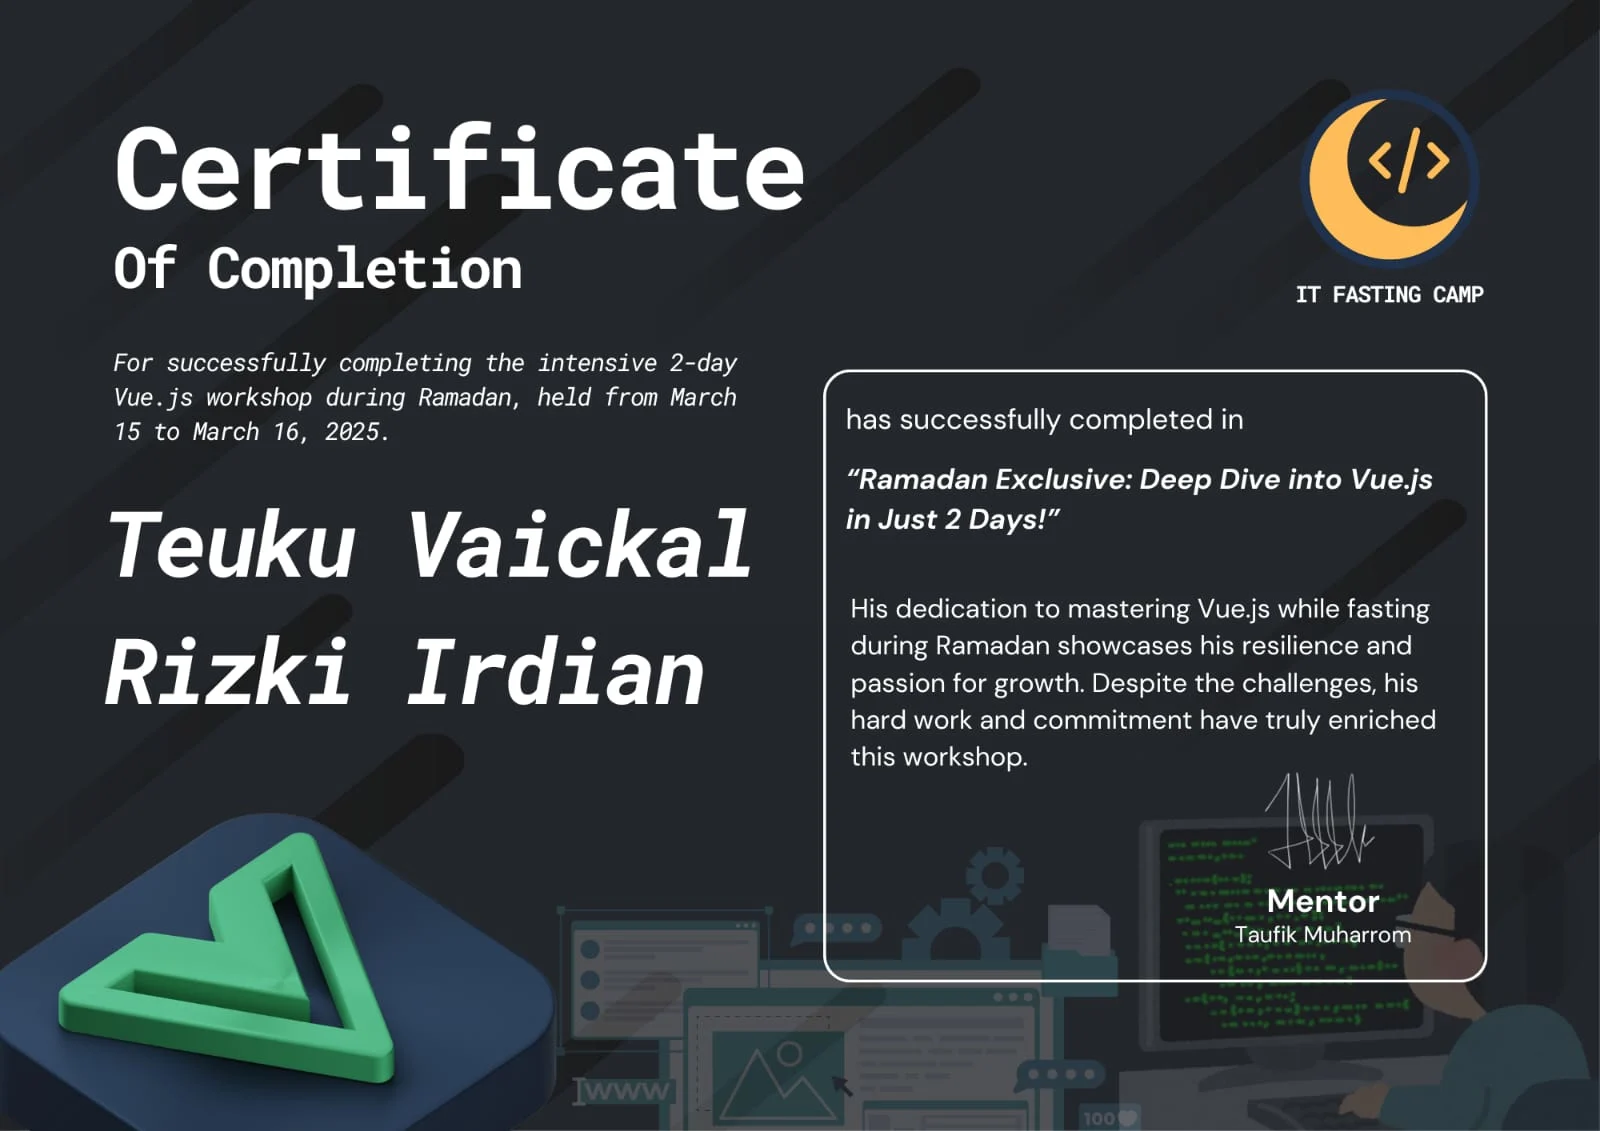 Certificate
Of Completion
IT FASTING CAMP
For successfully completing the intensive 2-day
Vue.js workshop during Ramadan, held from March
15 to March 16, 2025.
Teuku Vaickal
Rizki Irdian
has successfully completed in
“Ramadan Exclusive: Deep Dive into Vue.js
in Just 2 Days!”
His dedication to mastering Vue.js while fasting
during Ramadan showcases his resilience and
passion for growth. Despite the challenges, his
hard work and commitment have truly enriched
this workshop.
Mentor
Taufik Muharrom
WWW
100